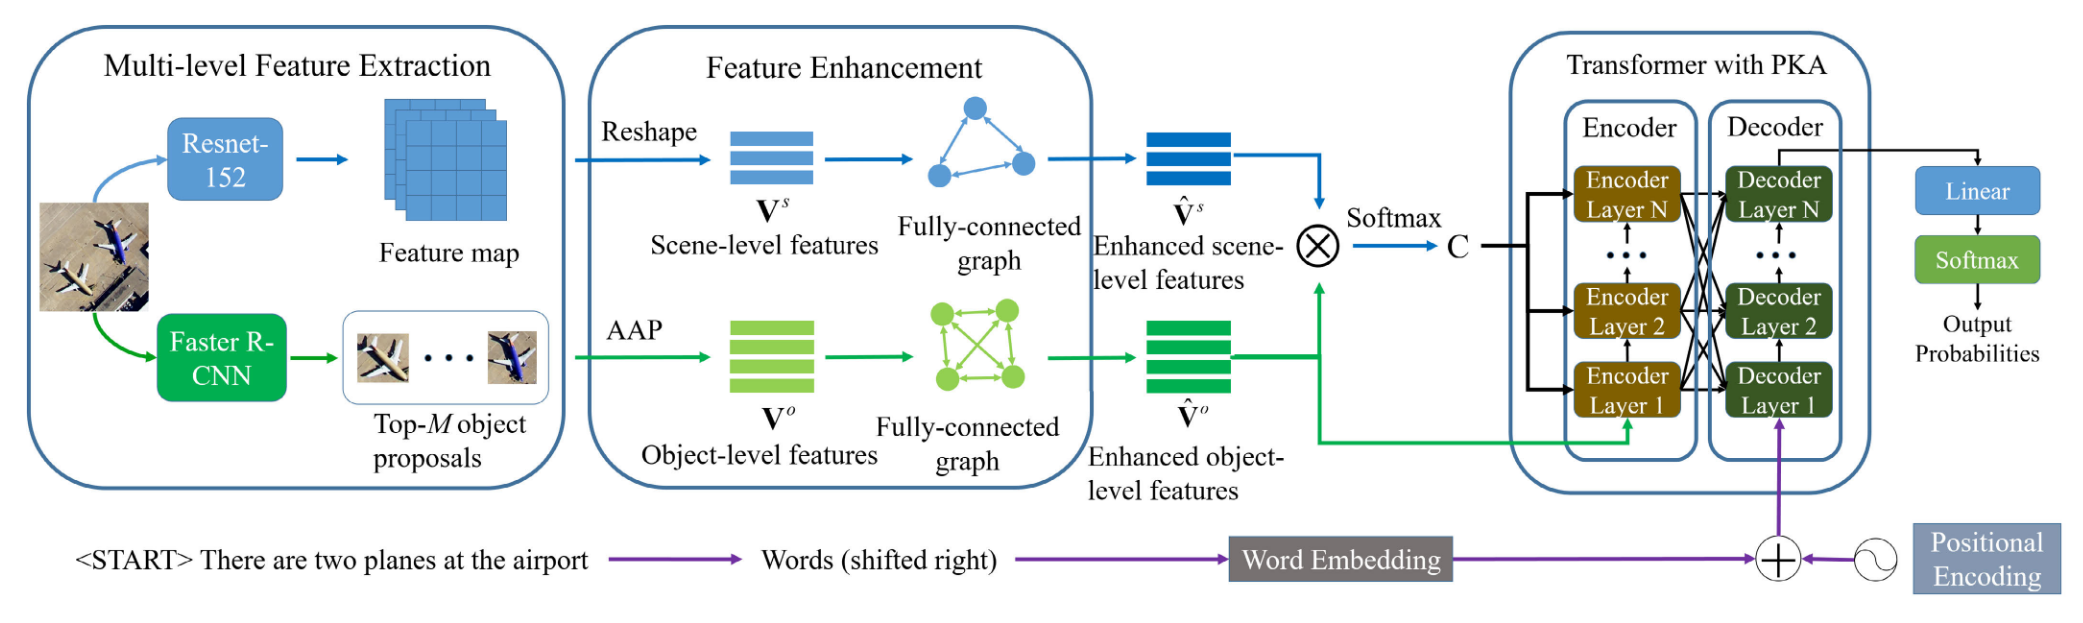 Multi-level Feature Extraction
Resnet-
152
Feature map
Faster R-
CNN
Top-M object
proposals
Feature Enhancement
Reshape
V^s
Scene-level features
Fully-connected
graph
AAP
V^o
Object-level features
Fully-connected
graph
V̂^s
Enhanced scene-
level features
V̂^o
Enhanced object-
level features
Softmax
C
Transformer with PKA
Encoder
Encoder
Layer N
Encoder
Layer 2
Encoder
Layer 1
Decoder
Decoder
Layer N
Decoder
Layer 2
Decoder
Layer 1
Linear
Softmax
Output
Probabilities
<START> There are two planes at the airport
Words (shifted right)
Word Embedding
Positional
Encoding